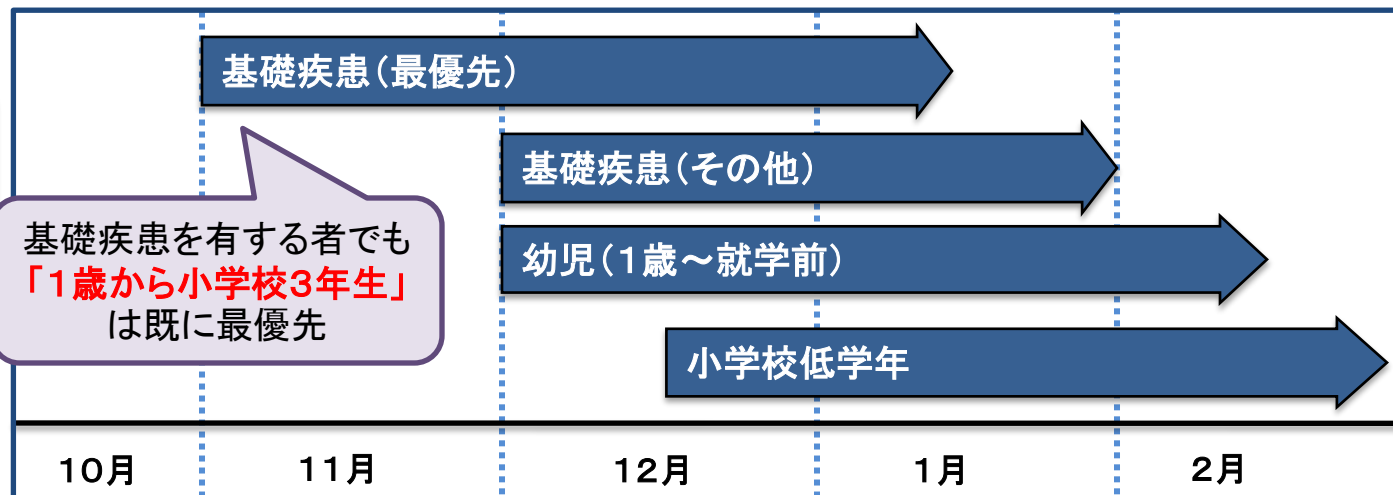 基礎疾患（最優先）
基礎疾患（その他）
基礎疾患を有する者でも
「１歳から小学校３年生」
は既に最優先
幼児（１歳～就学前）
小学校低学年
１０月
１１月
１２月
１月
２月